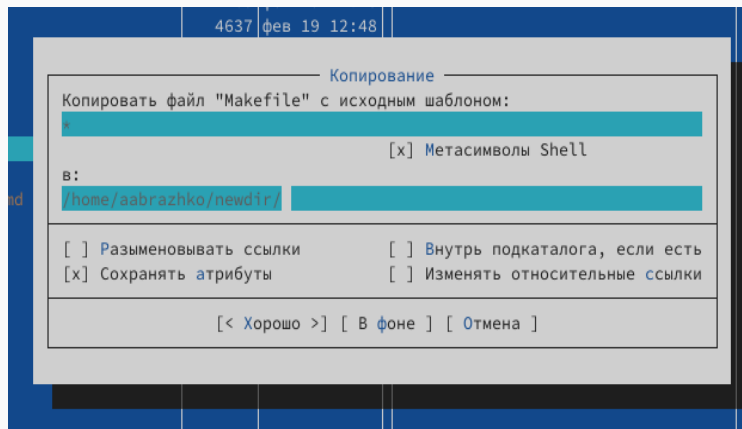 4637 фев 19 12:48
Копирование
Копировать файл "Makefile" с исходным шаблоном:
*
[x] Метасимволы Shell
в:
md
/home/aabrazhko/newdir/
[ ] Разыменовывать ссылки [ ] Внутрь подкаталога, если есть
[x] Сохранять атрибуты [ ] Изменять относительные ссылки
[< Хорошо >] [ В фоне ] [ Отмена ]